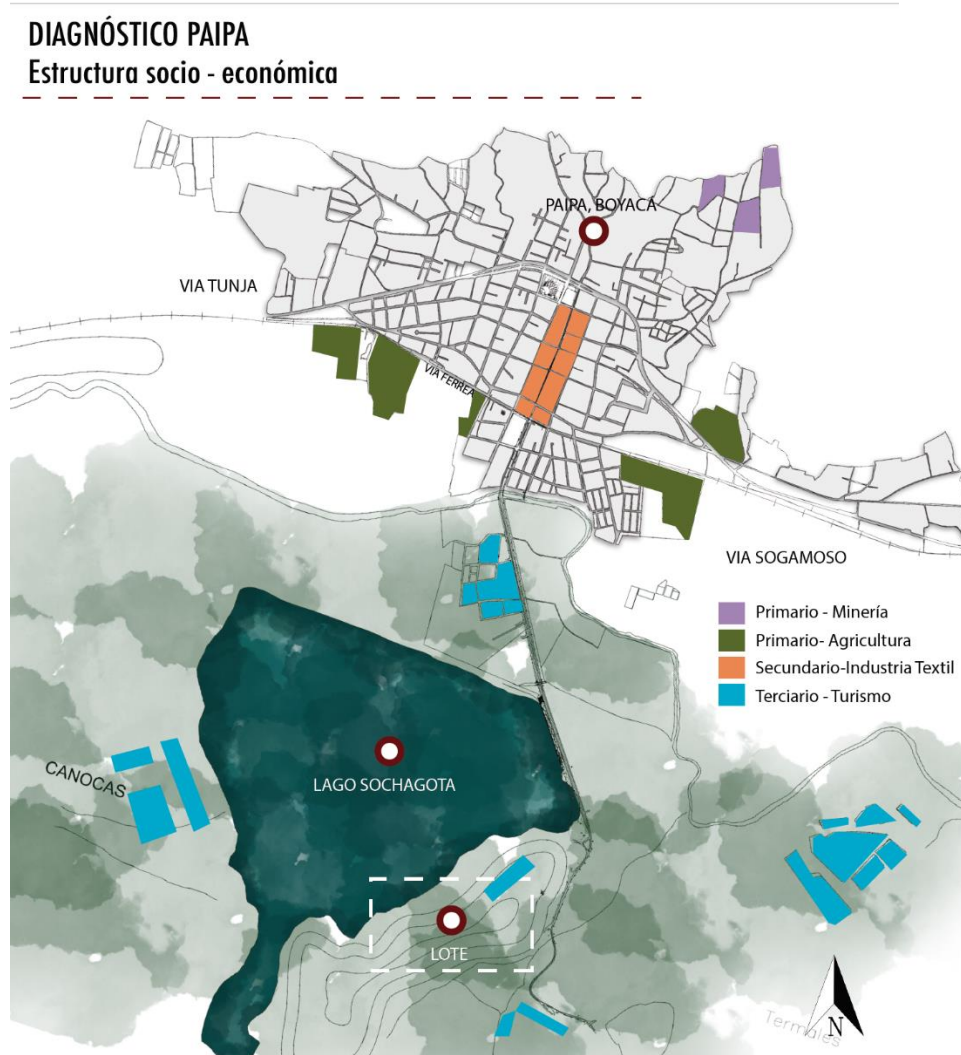 DIAGNÓSTICO PAIPA
Estructura socio - económica
PAIPA, BOYACA
VIA TUNJA
VIA FERREA
VIA SOGAMOSO
Primario - Minería
Primario- Agricultura
Secundario-Industria Textil
Terciario - Turismo
CANOCAS
LAGO SOCHAGOTA
LOTE
Termales
N